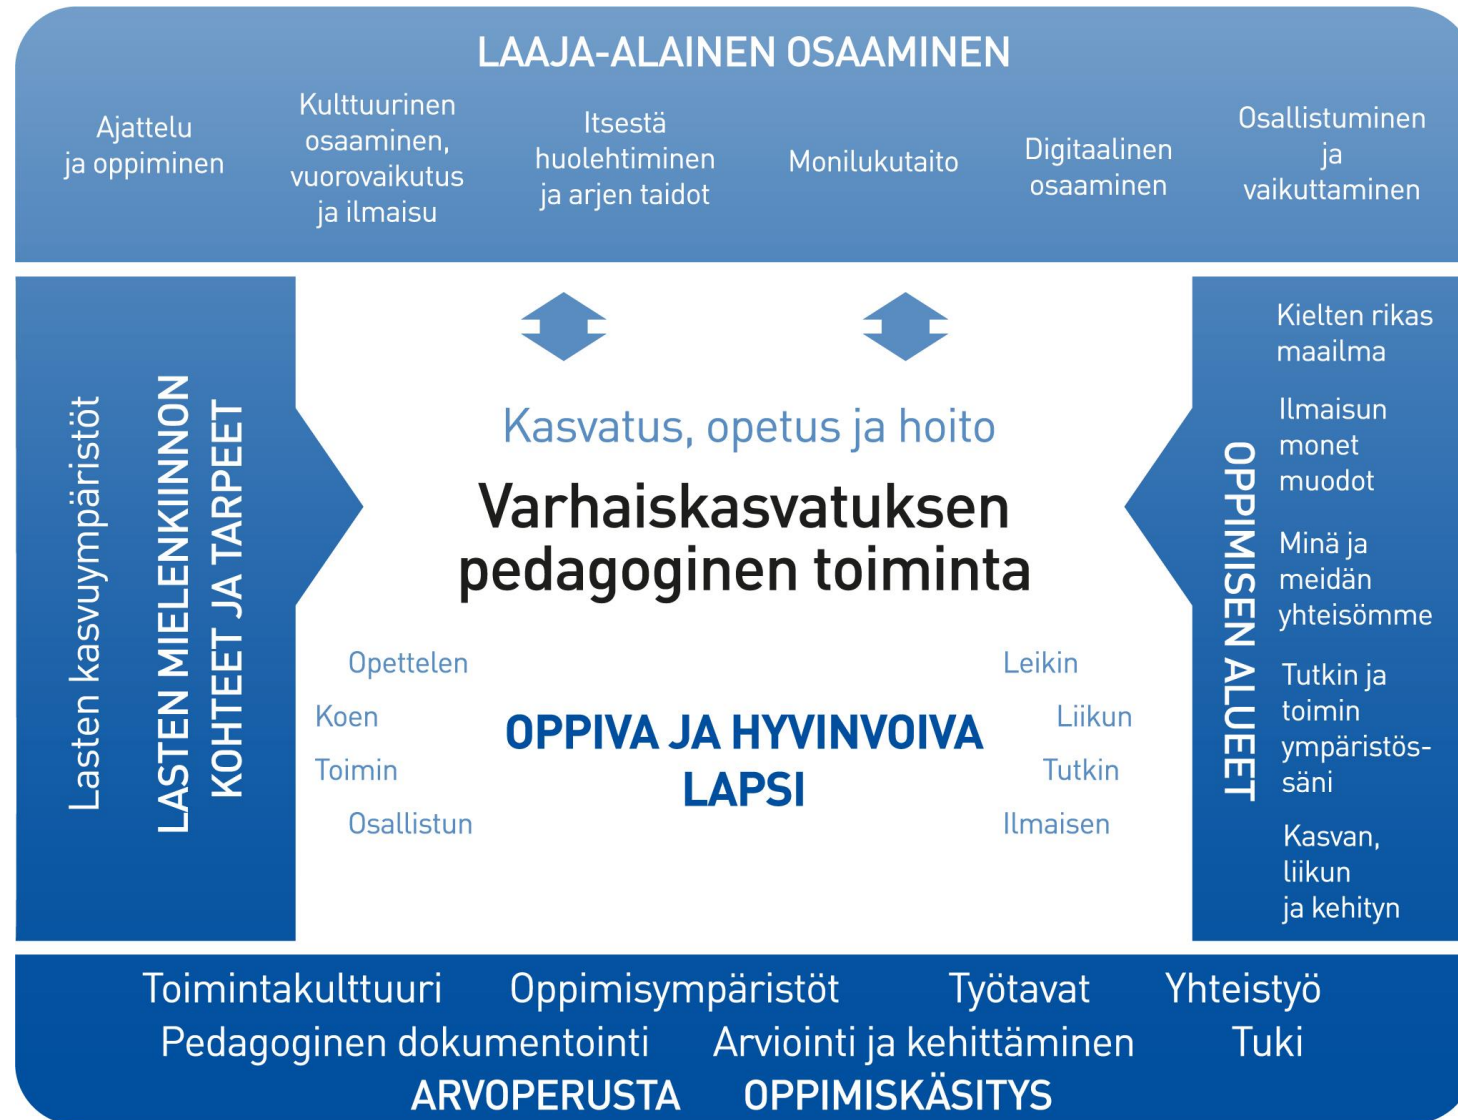 LAAJA-ALAINEN OSAAMINEN
Ajattelu
ja oppiminen
Kulttuurinen
osaaminen,
vuorovaikutus
ja ilmaisu
Itsestä
huolehtiminen
ja arjen taidot
Monilukutaito
Digitaalinen
osaaminen
Osallistuminen
ja
vaikuttaminen
Lasten kasvuympäristöt
LASTEN MIELENKIINNON
KOHTEET JA TARPEET
Kasvatus, opetus ja hoito
Varhaiskasvatuksen
pedagoginen toiminta
Opettelen
Koen
Toimin
Osallistun
OPPIVA JA HYVINVOIVA
LAPSI
Leikin
Liikun
Tutkin
Ilmaisen
OPPIMISEN ALUEET
Kielten rikas
maailma
Ilmaisun
monet
muodot
Minä ja
meidän
yhteisömme
Tutkin ja
toimin
ympäristös-
säni
Kasvan,
liikun
ja kehityn
Toimintakulttuuri Oppimisympäristöt Työtavat Yhteistyö
Pedagoginen dokumentointi Arviointi ja kehittäminen Tuki
ARVOPERUSTA OPPIMISKÄSITYS